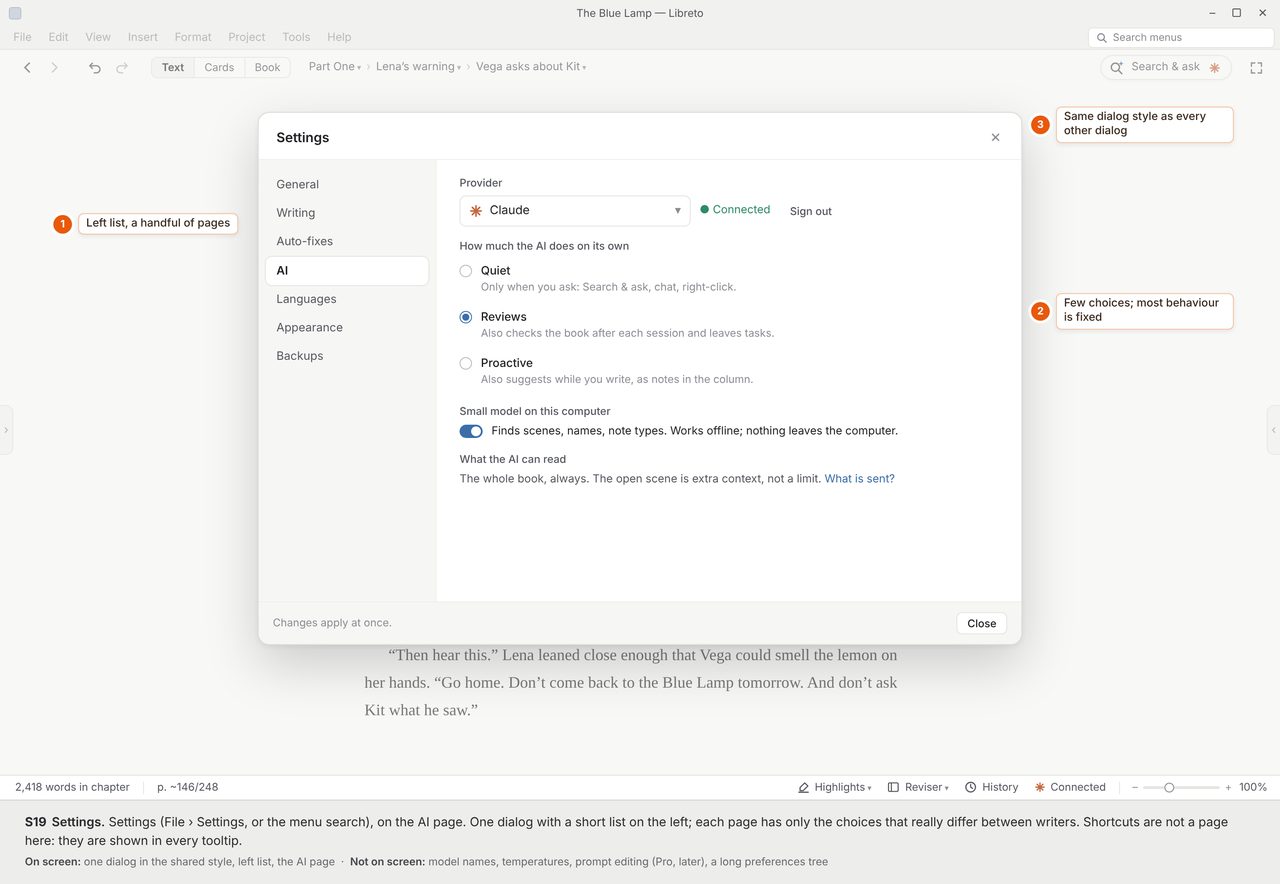 The Blue Lamp — Libreto
File Edit View Insert Format Project Tools Help
Search menus
Text Cards Book
Part One › Lena’s warning › Vega asks about Kit
Search & ask
Settings
General
Writing
Auto-fixes
AI
Languages
Appearance
Backups
Provider
Claude
Connected
Sign out
How much the AI does on its own
Quiet
Only when you ask: Search & ask, chat, right-click.
Reviews
Also checks the book after each session and leaves tasks.
Proactive
Also suggests while you write, as notes in the column.
Small model on this computer
Finds scenes, names, note types. Works offline; nothing leaves the computer.
What the AI can read
The whole book, always. The open scene is extra context, not a limit. What is sent?
Changes apply at once.
Close
1 Left list, a handful of pages
3 Same dialog style as every
other dialog
2 Few choices; most behaviour
is fixed
“Then hear this.” Lena leaned close enough that Vega could smell the lemon on
her hands. “Go home. Don’t come back to the Blue Lamp tomorrow. And don’t ask
Kit what he saw.”
2,418 words in chapter p. ~146/248
Highlights Reviser History Connected − + 100%
S19 Settings. Settings (File › Settings, or the menu search), on the AI page. One dialog with a short list on the left; each page has only the choices that really differ between writers. Shortcuts are not a page
here: they are shown in every tooltip.
On screen: one dialog in the shared style, left list, the AI page · Not on screen: model names, temperatures, prompt editing (Pro, later), a long preferences tree